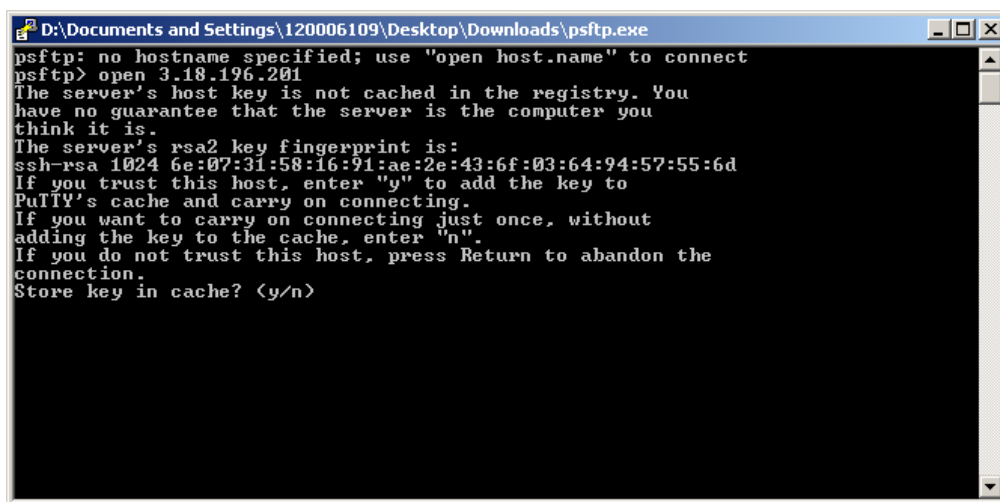 D:\Documents and Settings\120006109\Desktop\Downloads\psftp.exe
psftp: no hostname specified; use "open host.name" to connect
psftp> open 3.18.196.201
The server's host key is not cached in the registry. You
have no guarantee that the server is the computer you
think it is.
The server's rsa2 key fingerprint is:
ssh-rsa 1024 6e:07:31:58:16:91:ae:2e:43:6f:03:64:94:57:55:6d
If you trust this host, enter "y" to add the key to
PuTTY's cache and carry on connecting.
If you want to carry on connecting just once, without
adding the key to the cache, enter "n".
If you do not trust this host, press Return to abandon the
connection.
Store key in cache? (y/n)